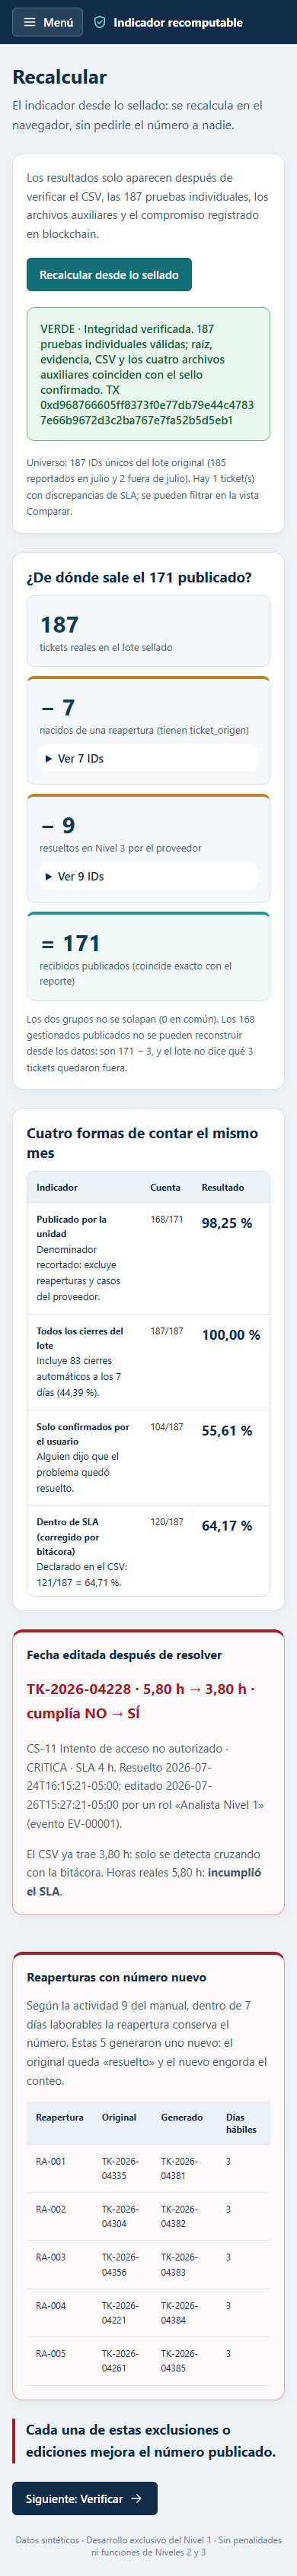 Menú
Indicador recomputable
Recalcular
El indicador desde lo sellado: se recalcula en el
navegador, sin pedirle el número a nadie.
Los resultados solo aparecen después de
verificar el CSV, las 187 pruebas individuales, los
archivos auxiliares y el compromiso registrado
en blockchain.
Recalcular desde lo sellado
VERDE · Integridad verificada. 187
pruebas individuales válidas; raíz,
evidencia, CSV y los cuatro archivos
auxiliares coinciden con el sello
confirmado. TX
0xd968766605ff8373f0e77db79e44c4783
7e66b9672d3c2ba767e7fa52b5d5eb1
Universo: 187 IDs únicos del lote original (185
reportados en julio y 2 fuera de julio). Hay 1 ticket(s)
con discrepancias de SLA; se pueden filtrar en la vista
Comparar.
¿De dónde sale el 171 publicado?
187
tickets reales en el lote sellado
− 7
nacidos de una reapertura (tienen ticket_origen)
Ver 7 IDs
− 9
resueltos en Nivel 3 por el proveedor
Ver 9 IDs
= 171
recibidos publicados (coincide exacto con el
reporte)
Los dos grupos no se solapan (0 en común). Los 168
gestionados publicados no se pueden reconstruir
desde los datos: son 171 − 3, y el lote no dice qué 3
tickets quedaron fuera.
Cuatro formas de contar el mismo
mes
Indicador Cuenta Resultado
Publicado por la 168/171 98,25 %
unidad
Denominador
recortado: excluye
reaperturas y casos
del proveedor.
Todos los cierres del 187/187 100,00 %
lote
Incluye 83 cierres
automáticos a los 7
días (44,39 %).
Solo confirmados por 104/187 55,61 %
el usuario
Alguien dijo que el
problema quedó
resuelto.
Dentro de SLA 120/187 64,17 %
(corregido por
bitácora)
Declarado en el CSV:
121/187 = 64,71 %.
Fecha editada después de resolver
TK-2026-04228 · 5,80 h → 3,80 h ·
cumplía NO → SÍ
CS-11 Intento de acceso no autorizado ·
CRITICA · SLA 4 h. Resuelto 2026-07-
24T16:15:21-05:00; editado 2026-07-
26T15:27:21-05:00 por un rol «Analista Nivel 1»
(evento EV-00001).
El CSV ya trae 3,80 h: solo se detecta cruzando
con la bitácora. Horas reales 5,80 h: incumplió
el SLA.
Reaperturas con número nuevo
Según la actividad 9 del manual, dentro de 7
días laborables la reapertura conserva el
número. Estas 5 generaron uno nuevo: el
original queda «resuelto» y el nuevo engorda el
conteo.
Reapertura Original Generado Días
hábiles
RA-001 TK-2026- TK-2026- 3
04335 04381
RA-002 TK-2026- TK-2026- 3
04304 04382
RA-003 TK-2026- TK-2026- 3
04356 04383
RA-004 TK-2026- TK-2026- 3
04221 04384
RA-005 TK-2026- TK-2026- 3
04261 04385
Cada una de estas exclusiones o
ediciones mejora el número publicado.
Siguiente: Verificar →
Datos sintéticos · Desarrollo exclusivo del Nivel 1 · Sin penalidades
ni funciones de Niveles 2 y 3